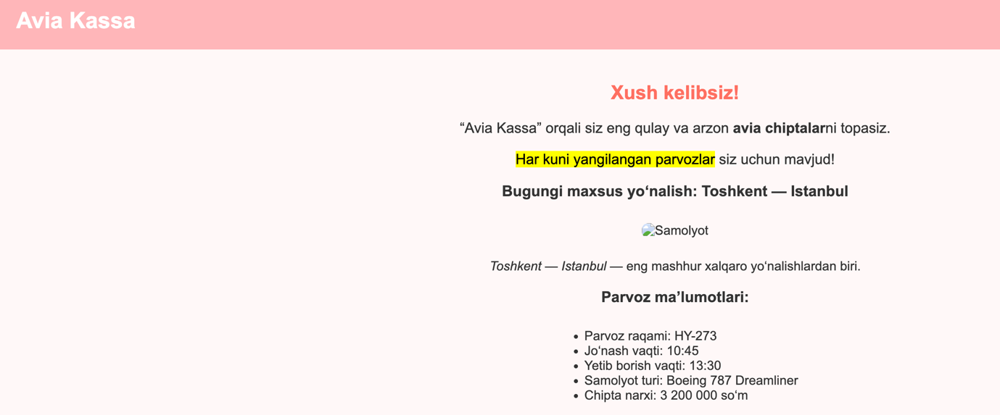 Avia Kassa
Xush kelibsiz!
“Avia Kassa” orqali siz eng qulay va arzon avia chiptalarni topasiz.
Har kuni yangilangan parvozlar siz uchun mavjud!
Bugungi maxsus yo‘nalish: Toshkent — Istanbul
Samolyot
Toshkent — Istanbul — eng mashhur xalqaro yo‘nalishlardan biri.
Parvoz ma’lumotlari:
• Parvoz raqami: HY-273
• Jo‘nash vaqti: 10:45
• Yetib borish vaqti: 13:30
• Samolyot turi: Boeing 787 Dreamliner
• Chipta narxi: 3 200 000 so‘m